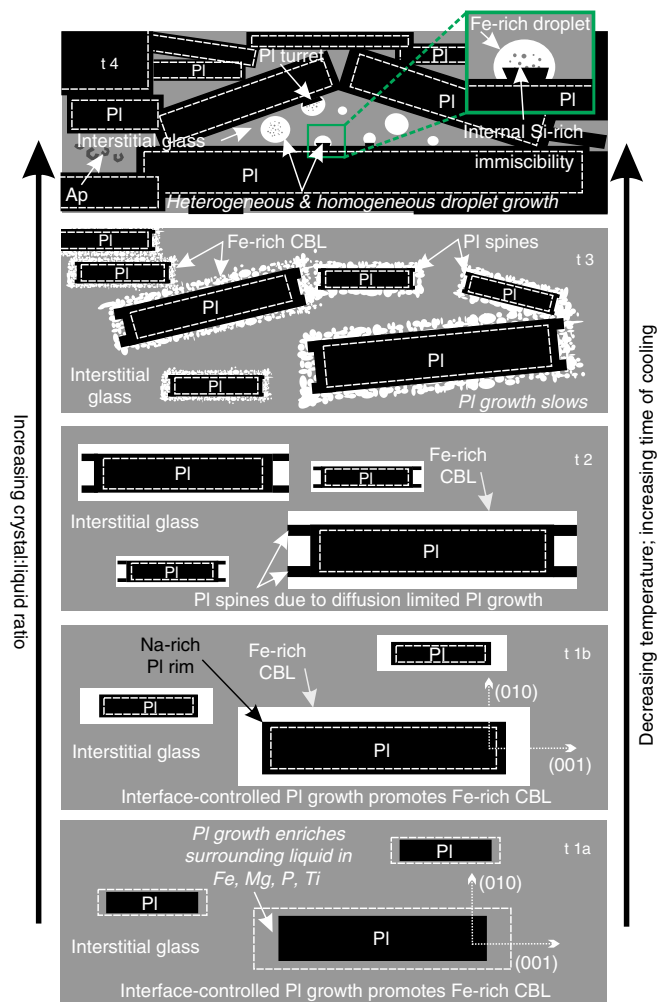 Fe-rich droplet
t 4
Pl
Pl
Pl turret
Pl
Pl
Pl
Internal Si-rich
immiscibility
Interstitial glass
Ap
Pl
Heterogeneous & homogeneous droplet growth
Pl
Fe-rich CBL
Pl spines
t 3
Pl
Pl
Pl
Pl
Pl
Interstitial
glass
Pl
Pl growth slows
Pl
Fe-rich
CBL
t 2
Pl
Interstitial glass
Pl
Pl
Pl spines due to diffusion limited Pl growth
Na-rich
Pl rim
Fe-rich
CBL
Pl
t 1b
(010)
Pl
Interstitial glass
Pl
(001)
Interface-controlled Pl growth promotes Fe-rich CBL
Pl growth enriches
surrounding liquid in
Fe, Mg, P, Ti
Pl
t 1a
(010)
Pl
Interstitial glass
Pl
(001)
Interface-controlled Pl growth promotes Fe-rich CBL
Increasing crystal:liquid ratio
Decreasing temperature; increasing time of cooling